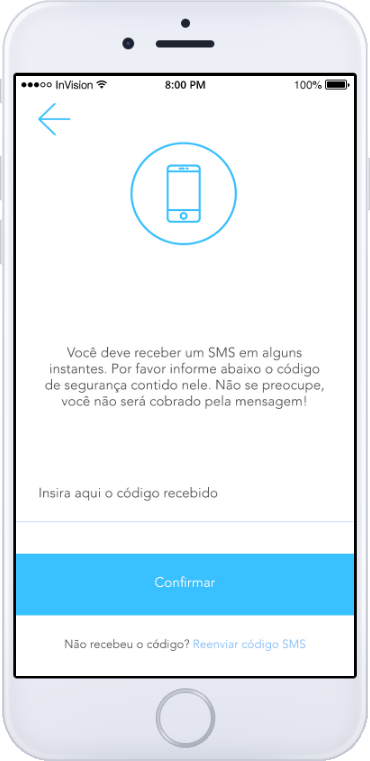 InVision 8:00 PM 100%
Você deve receber um SMS em alguns
instantes. Por favor informe abaixo o código
de segurança contido nele. Não se preocupe,
você não será cobrado pela mensagem!
Insira aqui o código recebido
Confirmar
Não recebeu o código? Reenviar código SMS